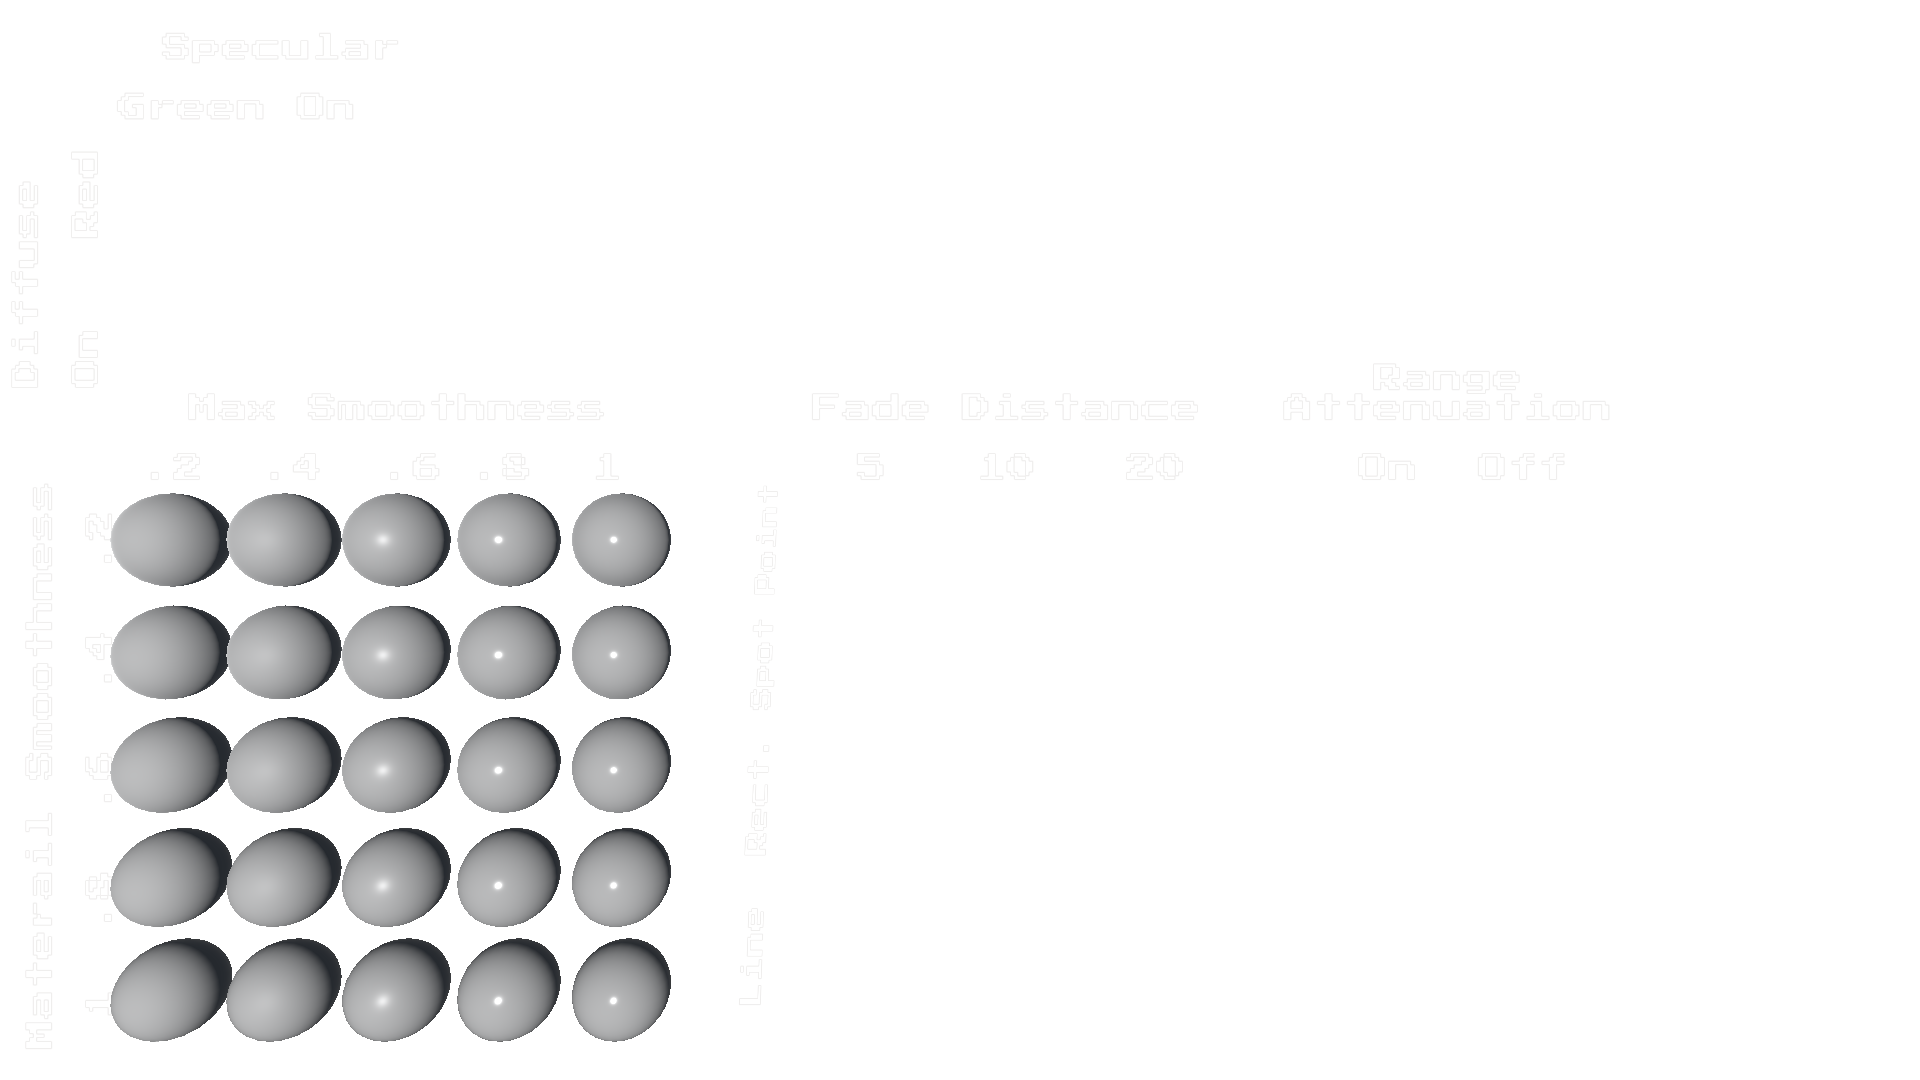 Specular
Green On
Diffuse
Red
On
Max Smoothness
.2 .4 .6 .8 1
Materail Smoothness
.2
.4
.6
.8
1
Fade Distance
5 10 20
Range
Attenuation
On Off
Line Rect. Spot Point